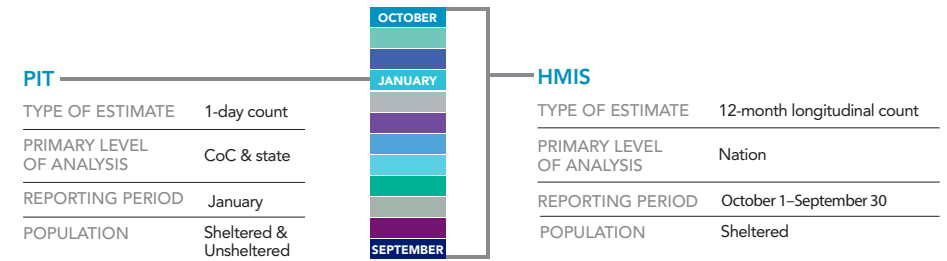 OCTOBER
JANUARY
SEPTEMBER
PIT
TYPE OF ESTIMATE 1-day count
PRIMARY LEVEL
OF ANALYSIS CoC & state
REPORTING PERIOD January
POPULATION Sheltered &
Unsheltered
HMIS
TYPE OF ESTIMATE 12-month longitudinal count
PRIMARY LEVEL
OF ANALYSIS Nation
REPORTING PERIOD October 1–September 30
POPULATION Sheltered